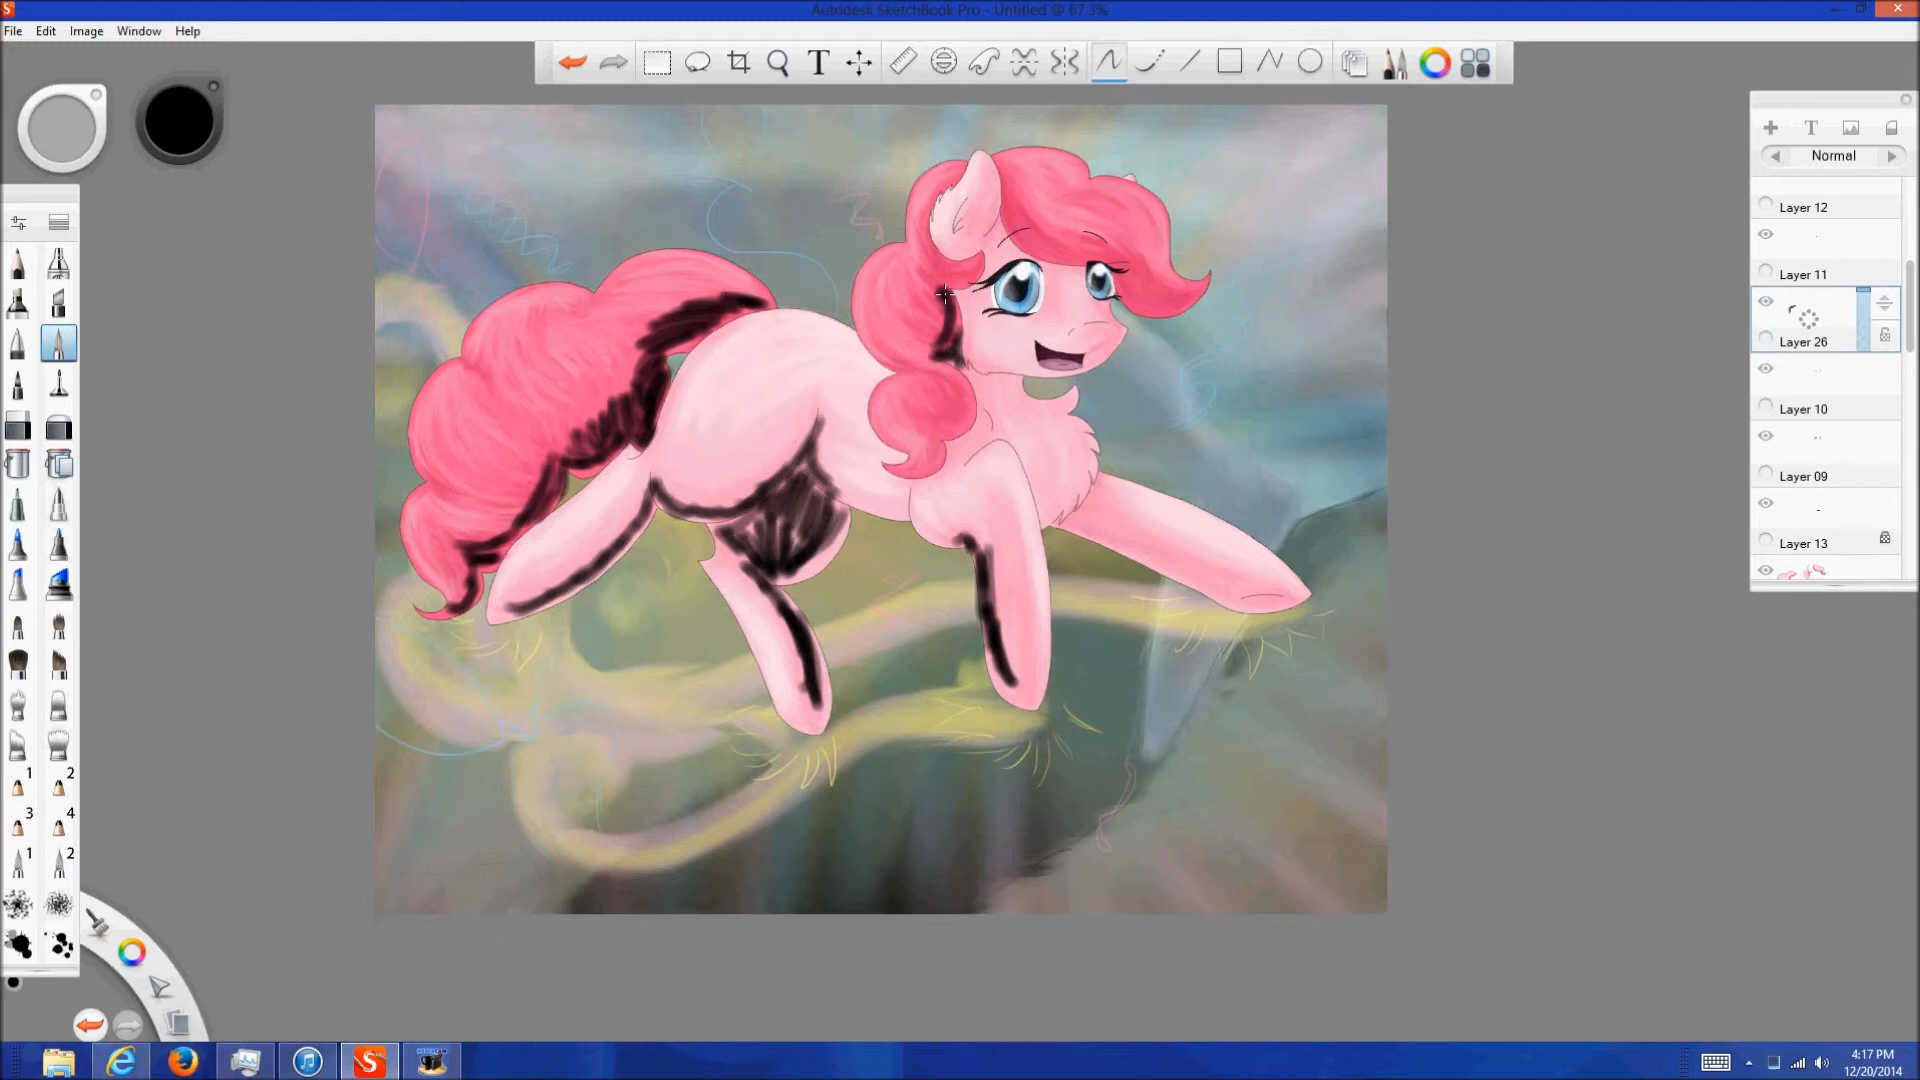 Autodesk SketchBook Pro - Untitled @ 67.3%
File Edit Image Window Help
T
T
Normal
Layer 12
Layer 11
Layer 26
Layer 10
Layer 09
Layer 13
1 2
3 4
1 2
4:17 PM
12/20/2014